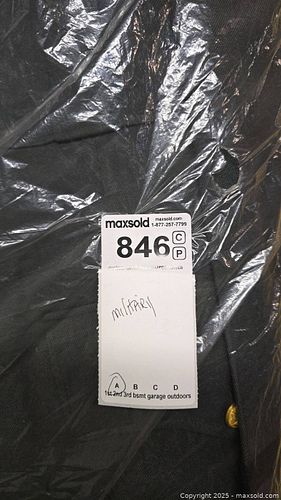 maxsold maxsold.com
1-877-257-7799
846 C
P
military
A B C D
1st 2nd 3rd bsmt garage outdoors
Copyright 2025 - maxsold.com